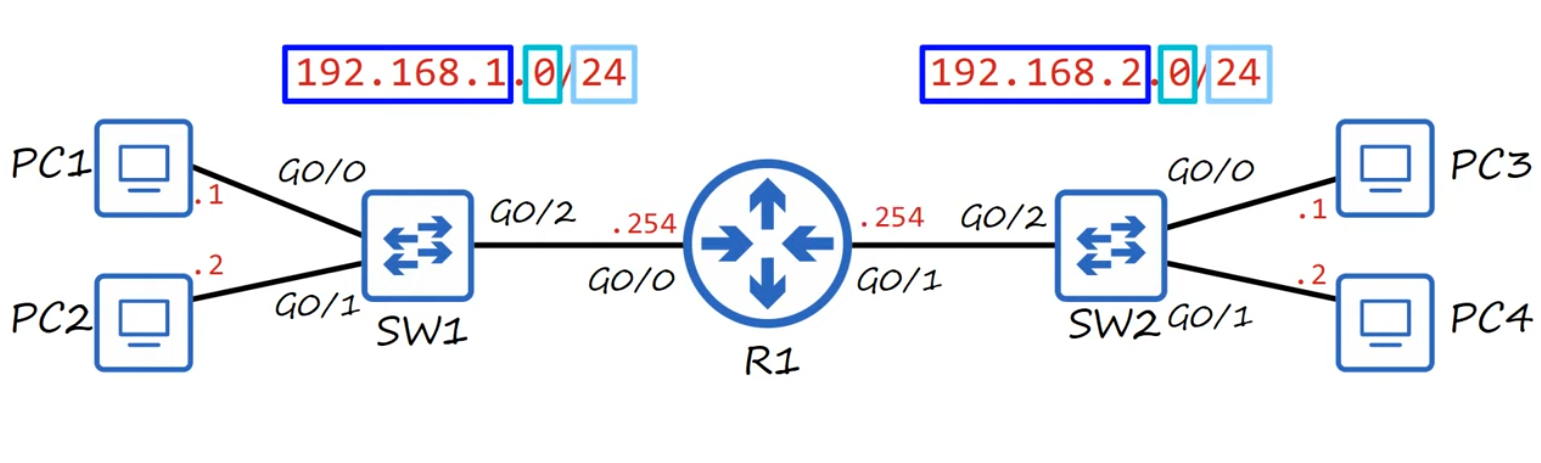 192.168.1.0/24
192.168.2.0/24
PC1
.1
G0/0
G0/2
.254
G0/0
R1
.254
G0/1
G0/2
G0/0
.1
PC3
PC2
.2
G0/1
SW1
SW2
G0/1
.2
PC4